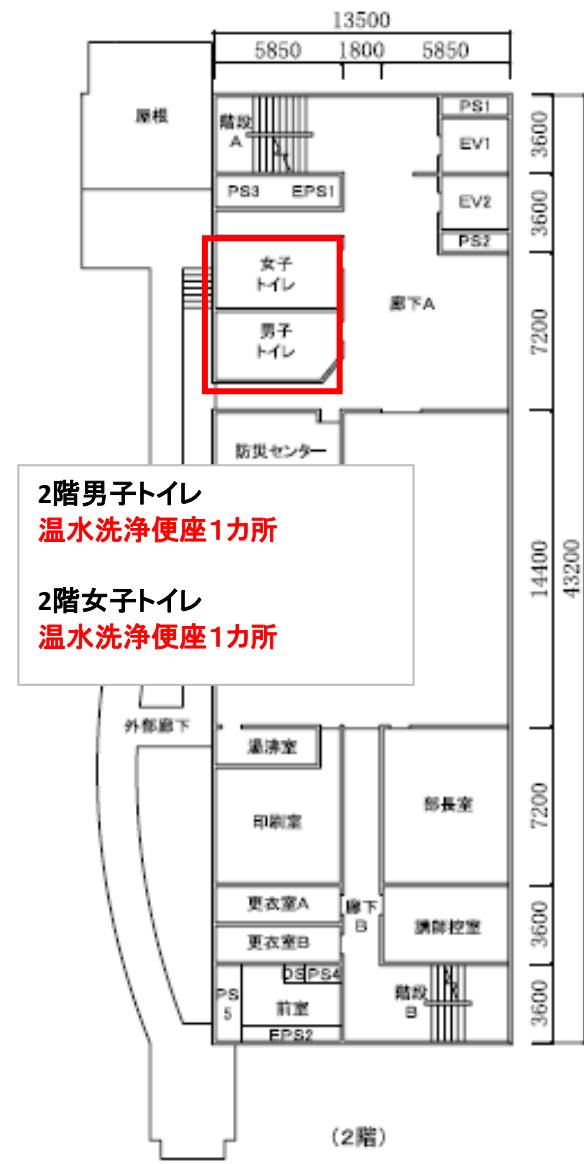 13500
5850 1800 5850
屋根
階段
A
PS1
EV1
3600
PS3 EPS1
EV2
3600
PS2
女子
トイレ
廊下A
男子
トイレ
7200
防災センター
2階男子トイレ
温水洗浄便座1カ所
2階女子トイレ
温水洗浄便座1カ所
14400
43200
外部廊下
湯沸室
印刷室
部長室
7200
更衣室A
廊下
B
講師控室
3600
更衣室B
DS PS4
PS
5
前室
階段
B
3600
EPS2
(2階)